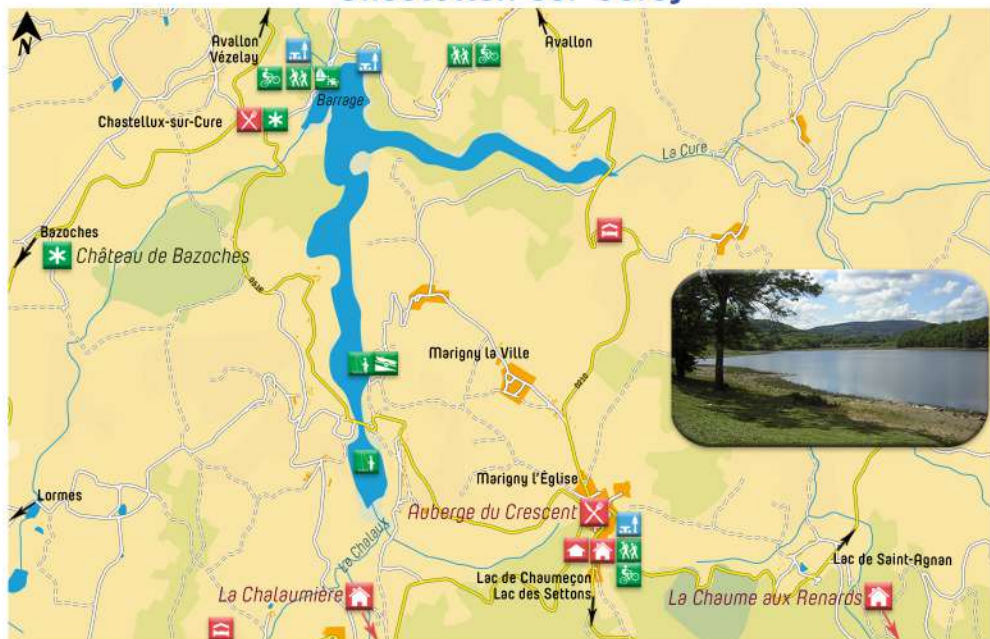 N
Avallon
Vézelay
Avallon
Barrage
Chastellux-sur-Cure
La Cure
Bazoches
Château de Bazoches
Marigny la Ville
Lormes
Marigny l'Église
Auberge du Crescent
Le Chalaux
Lac de Chaumeçon
Lac des Settons
Lac de Saint-Agnan
La Chalaumière
La Chaume aux Renards